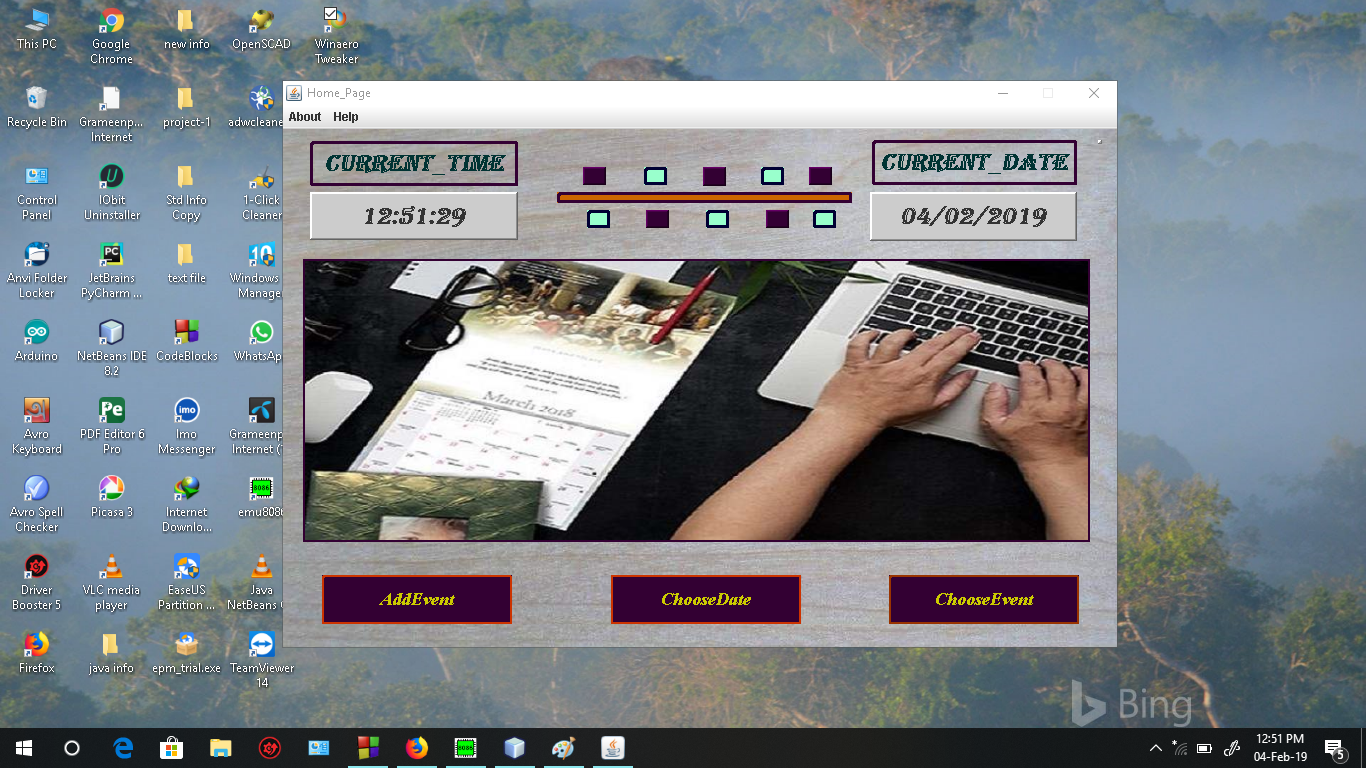 This PC
Google
Chrome
new info
OpenSCAD
Winaero
Tweaker
Recycle Bin
Grameenp...
Internet
project-1
adwcleane
Control
Panel
IObit
Uninstaller
Std Info
Copy
1-Click
Cleaner
Anvi Folder
Locker
JetBrains
PyCharm ...
text file
Windows
Manage
Arduino
NetBeans IDE
8.2
CodeBlocks
WhatsAp
Avro
Keyboard
PDF Editor 6
Pro
Imo
Messenger
Grameenp
Internet (
Avro Spell
Checker
Picasa 3
Internet
Downlo...
emu8086
Driver
Booster 5
VLC media
player
EaseUS
Partition ...
Java
NetBeans
Firefox
java info
epm_trial.exe
TeamViewer
14
Home_Page
About Help
CURRENT_TIME
CURRENT_DATE
12:51:29
04/02/2019
March 2018
AddEvent
ChooseDate
ChooseEvent
Bing
12:51 PM
04-Feb-19
5